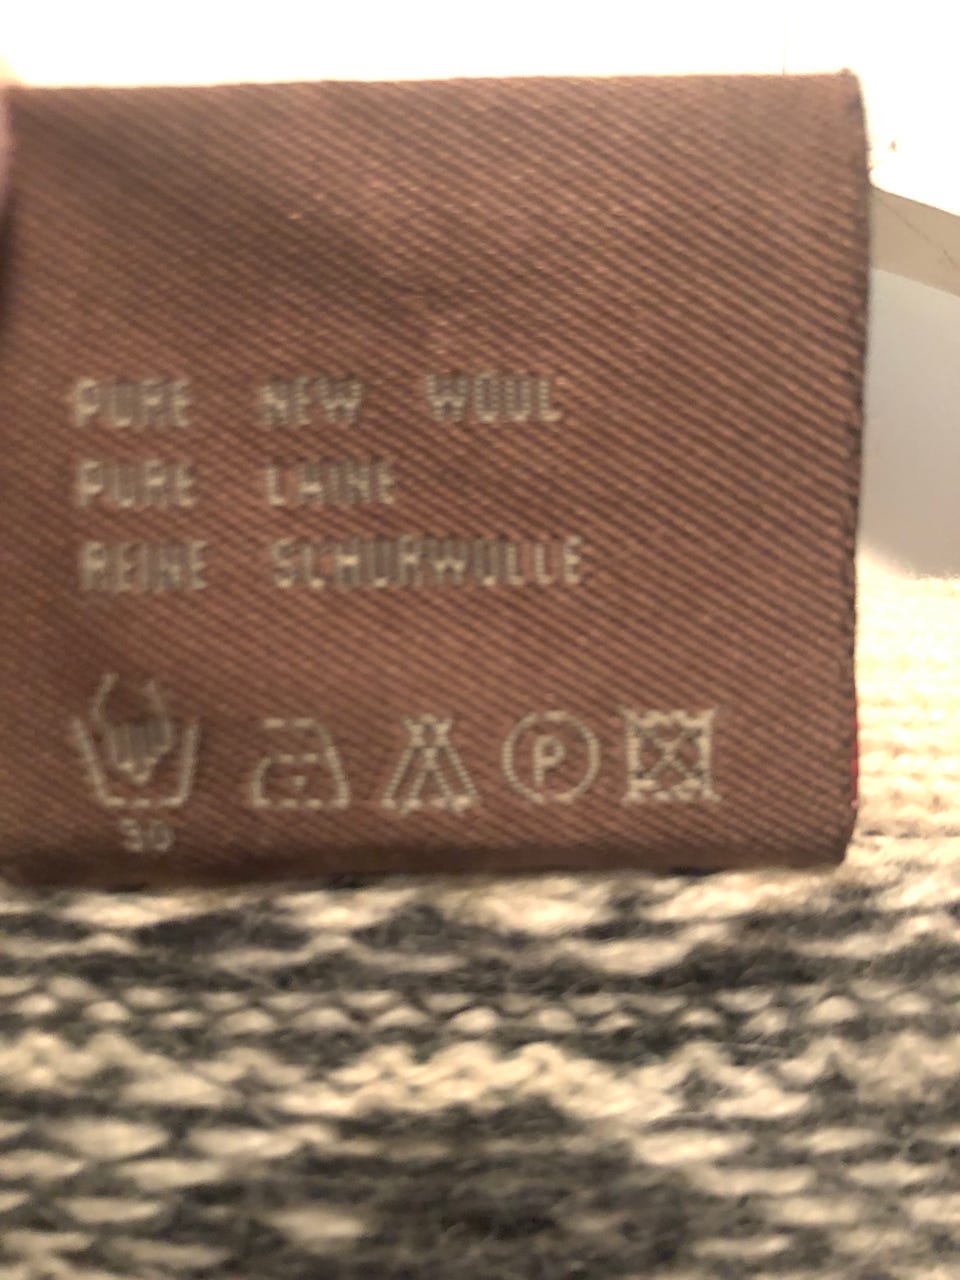 PURE NEW WOOL
PURE LAINE
REINE SCHURWOLLE
30
P